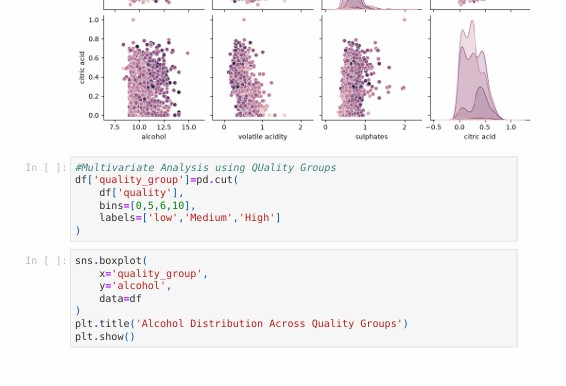 1.0
0.8
0.6
0.4
0.2
0.0
citric acid
7.5 10.0 12.5 15.0 0 1 0 1 2 −0.5 0.0 0.5 1.0
alcohol volatile acidity sulphates citric acid
In [ ]: #Multivariate Analysis using QUality Groups
df['quality_group']=pd.cut(
    df['quality'],
    bins=[0,5,6,10],
    labels=['low','Medium','High']
)
In [ ]: sns.boxplot(
    x='quality_group',
    y='alcohol',
    data=df
)
plt.title('Alcohol Distribution Across Quality Groups')
plt.show()